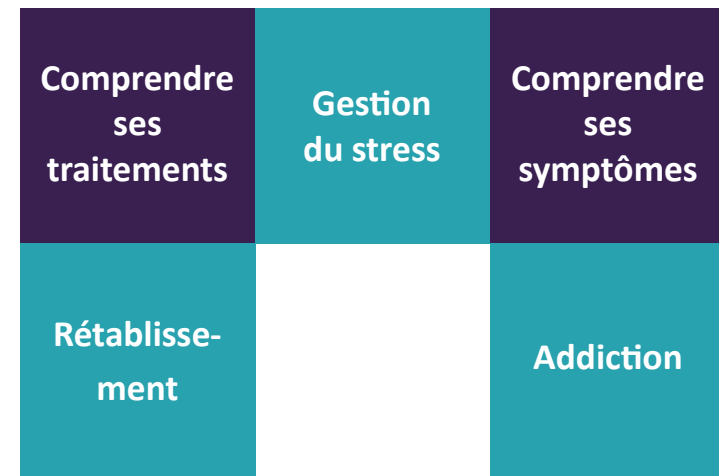 Comprendre
ses
traitements
Gestion
du stress
Comprendre
ses
symptômes
Rétablisse-
ment
Addiction